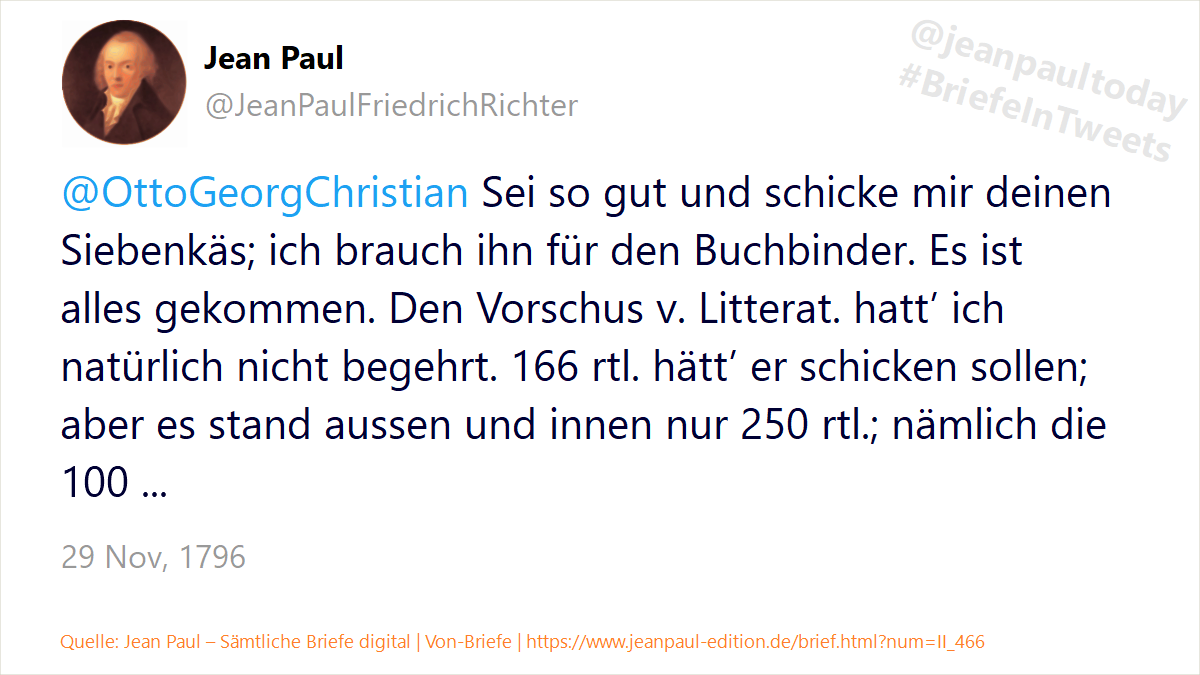 Jean Paul
@JeanPaulFriedrichRichter
@jeanpaultoday
#BriefeInTweets
@OttoGeorgChristian Sei so gut und schicke mir deinen
Siebenkäs; ich brauch ihn für den Buchbinder. Es ist
alles gekommen. Den Vorschus v. Litterat. hatt’ ich
natürlich nicht begehrt. 166 rtl. hätt’ er schicken sollen;
aber es stand aussen und innen nur 250 rtl.; nämlich die
100 ...
29 Nov, 1796
Quelle: Jean Paul – Sämtliche Briefe digital | Von-Briefe | https://www.jeanpaul-edition.de/brief.html?num=II_466